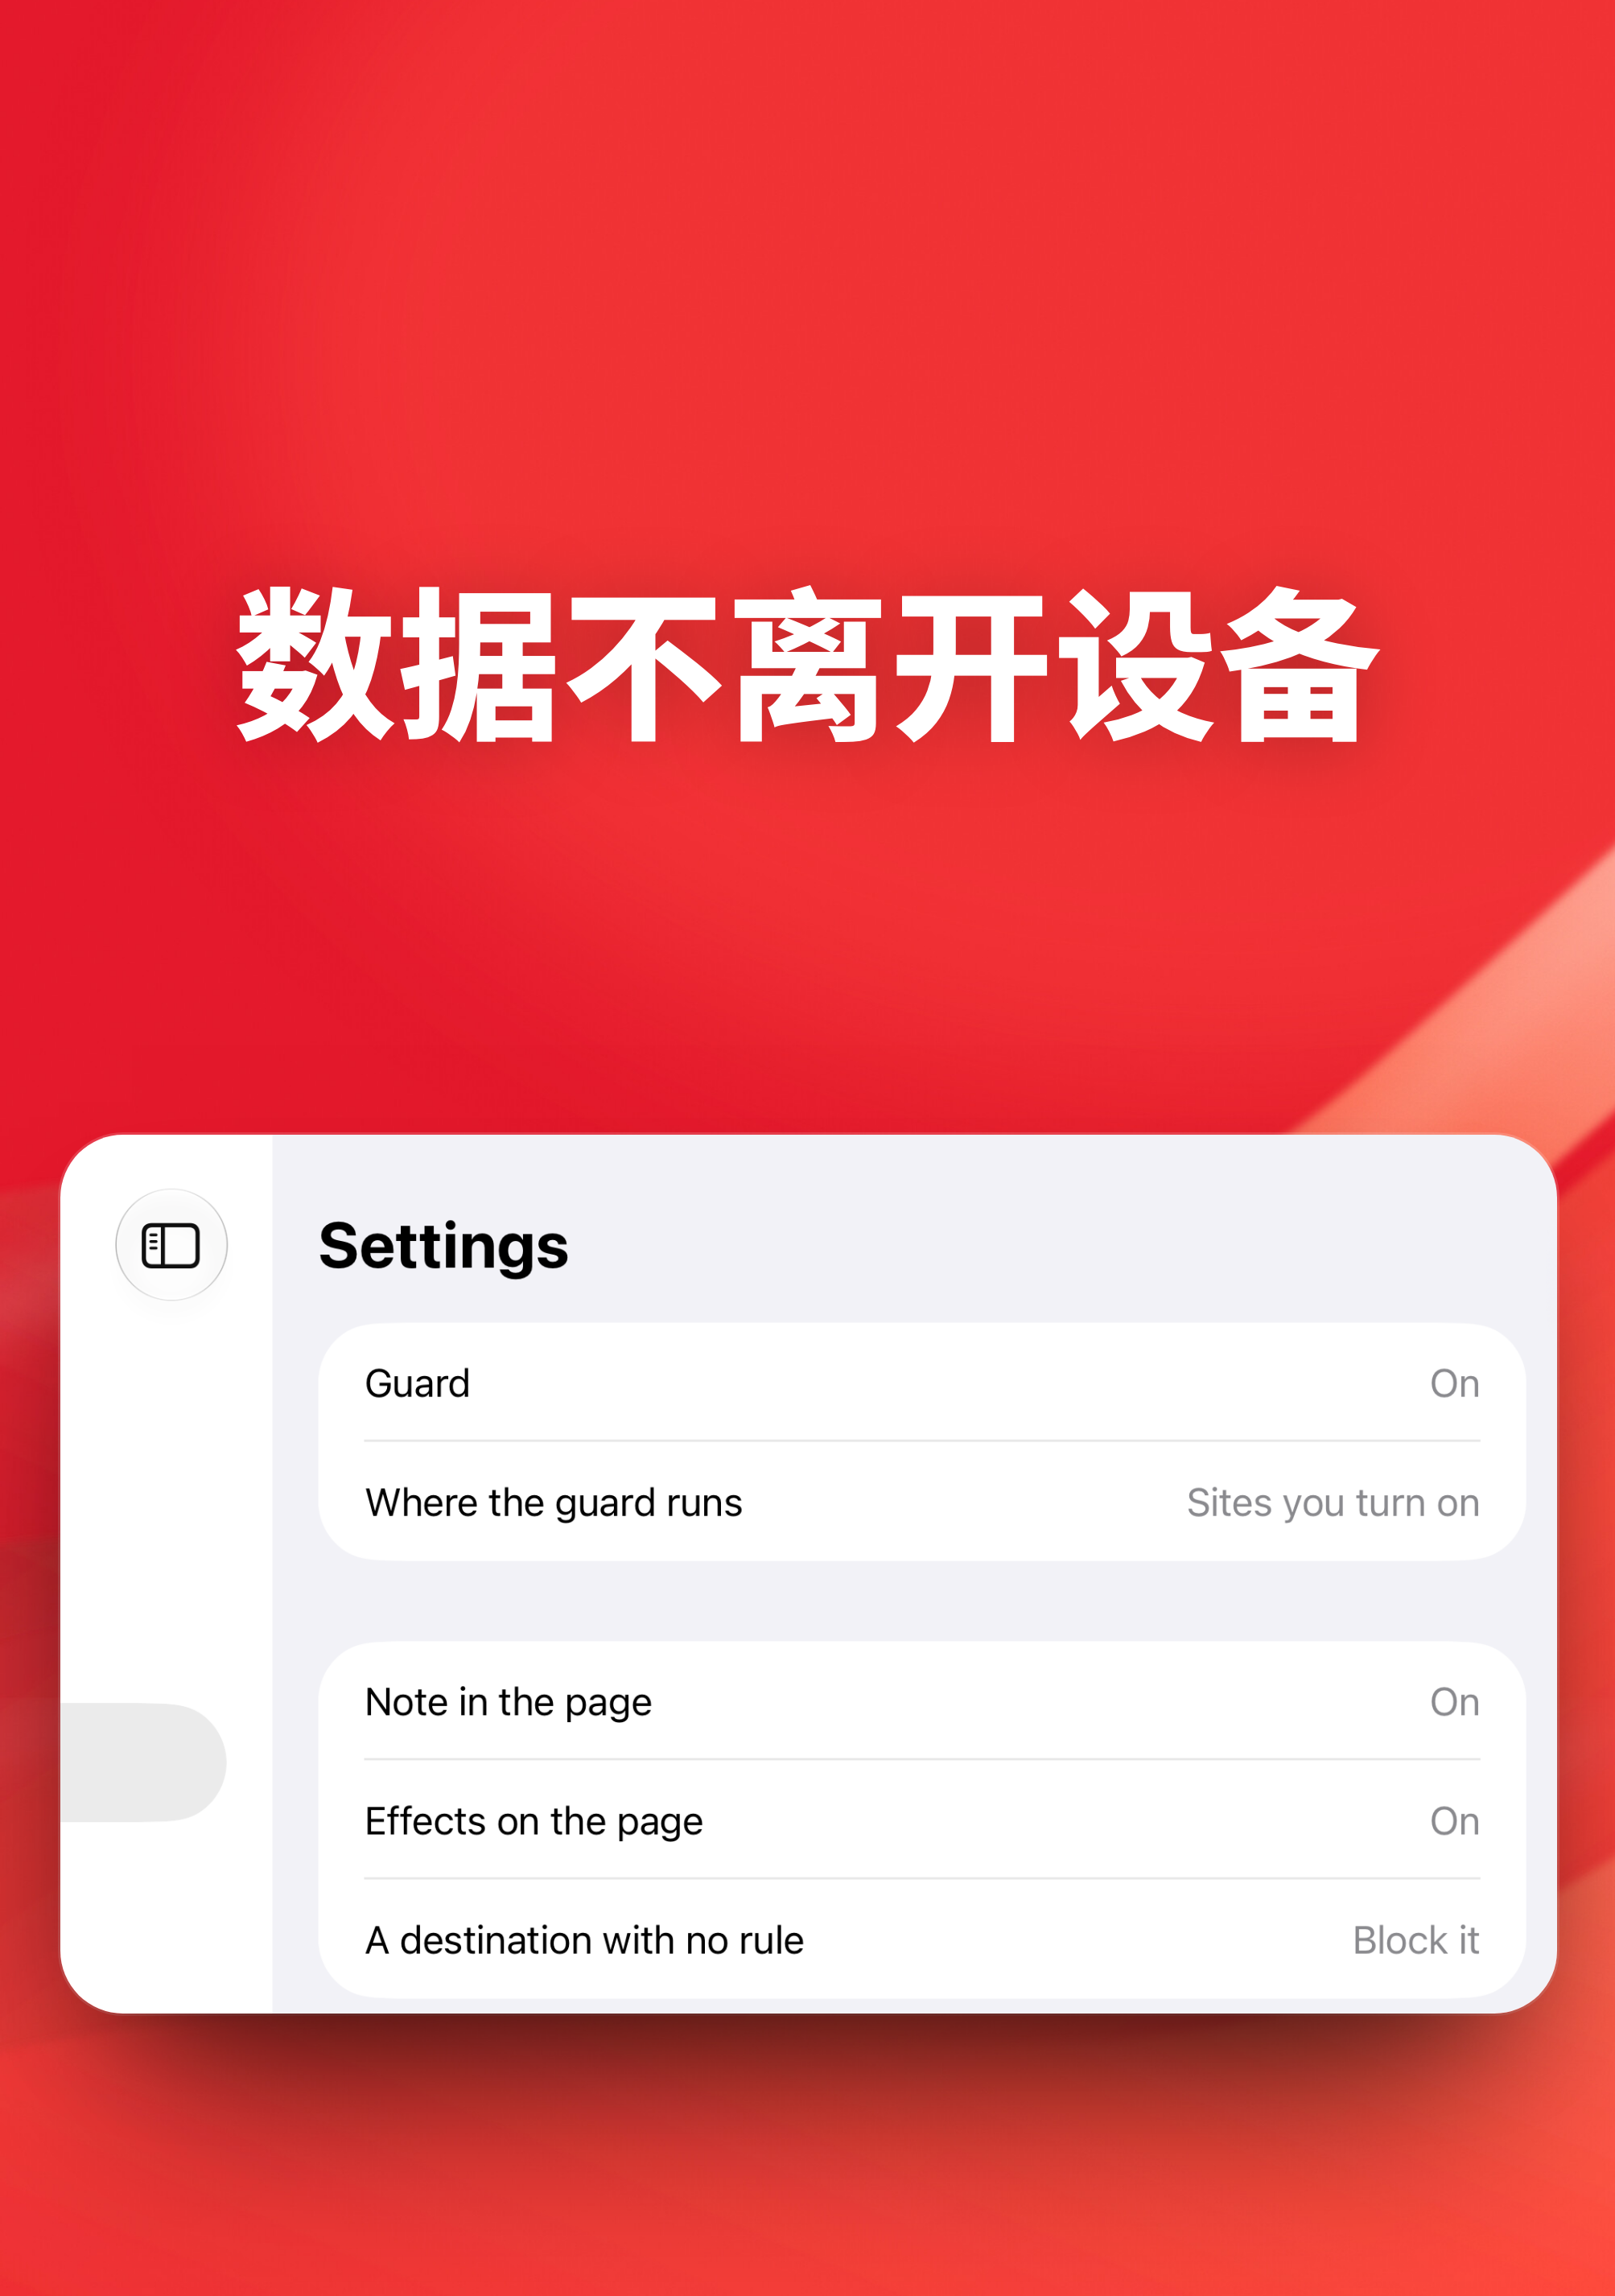 数据不离开设备
Settings
Guard On
Where the guard runs Sites you turn on
Note in the page On
Effects on the page On
A destination with no rule Block it